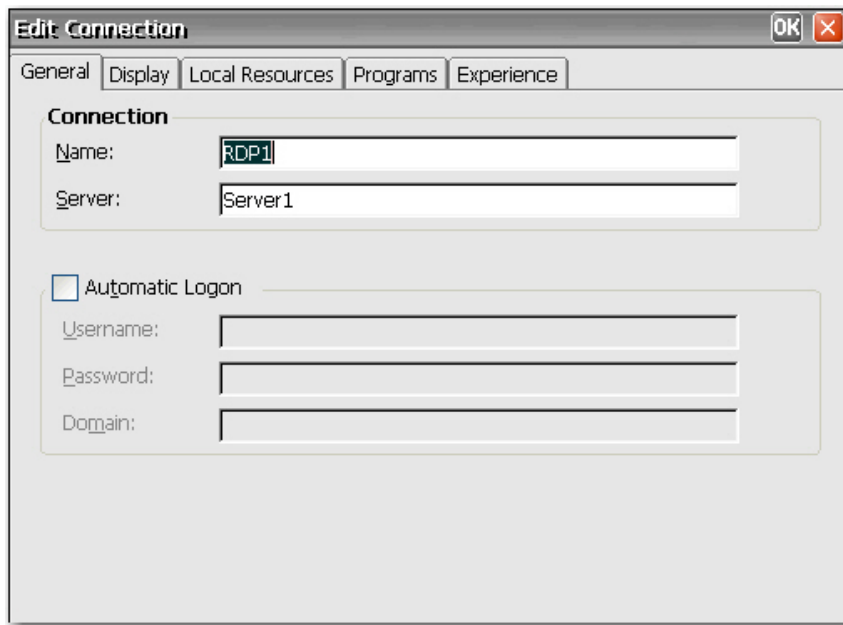 Edit Connection OK
General Display Local Resources Programs Experience
Connection
Name: RDP1
Server: Server1
Automatic Logon
Username:
Password:
Domain: